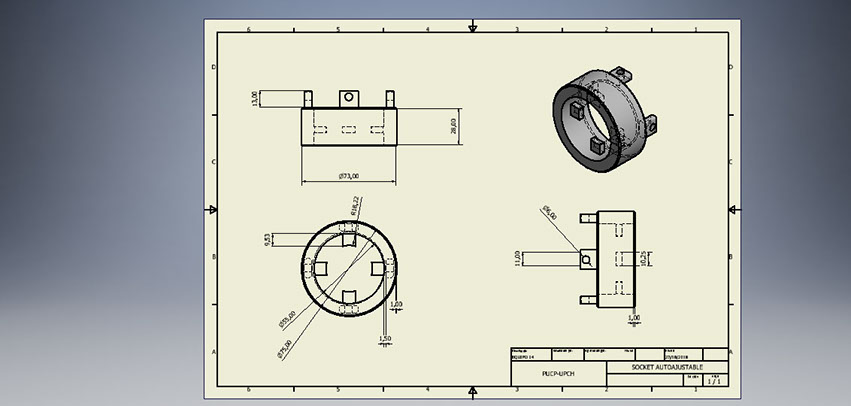 6 5 4 3 2 1
D D
13,00
28,00
C C
Ø73,00
Ø18,22
9,53
Ø6,00
B B
11,00
10,25
1,00
Ø55,00
Ø75,00
1,50
1,00
A A
PUCP-UPCH
SOCKET AUTOAJUSTABLE
1 / 1
6 5 4 3 2 1